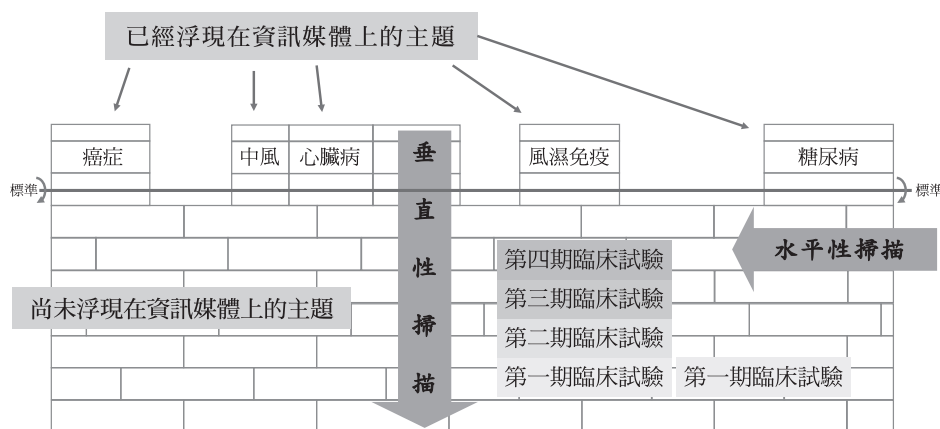 已經浮現在資訊媒體上的主題
癌症
中風
心臟病
風濕免疫
糖尿病
標準
標準
垂直性掃描
水平性掃描
第四期臨床試驗
第三期臨床試驗
尚未浮現在資訊媒體上的主題
第二期臨床試驗
第一期臨床試驗
第一期臨床試驗